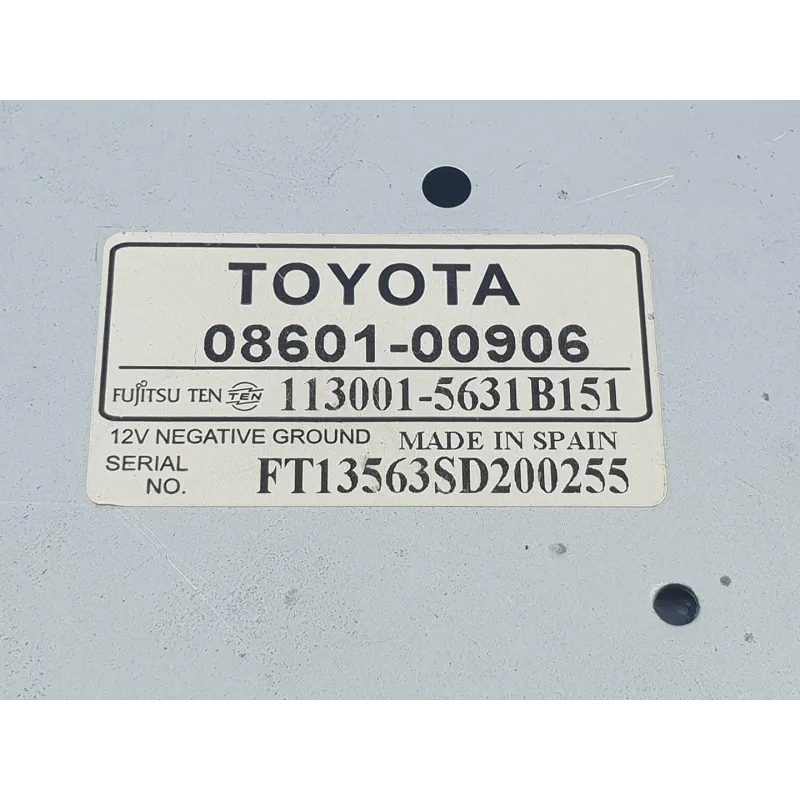 TOYOTA
08601-00906
FUJITSU TEN TEN 113001-5631B151
12V NEGATIVE GROUND MADE IN SPAIN
SERIAL NO. FT13563SD200255